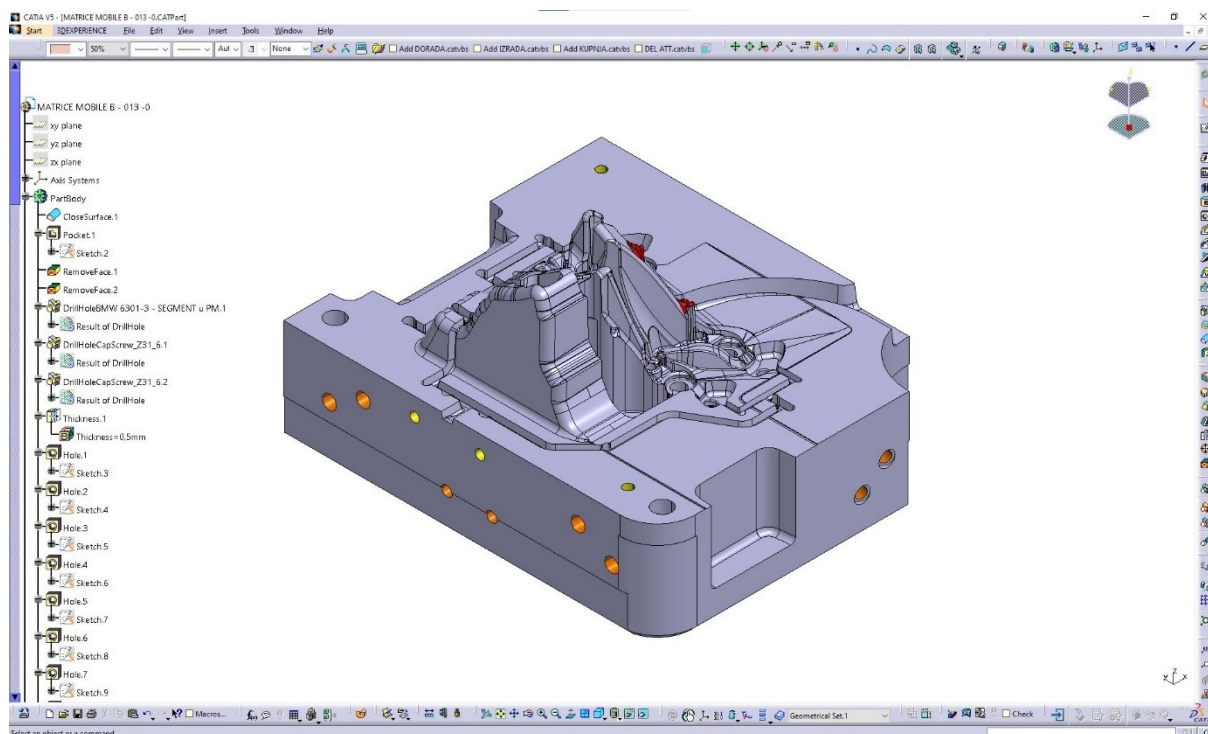 CATIA V5 - [MATRICE MOBILE B - 013 -0.CATPart]
Start 3DEXPERIENCE File Edit View Insert Tools Window Help
50% Aut None Add DORADA.catvbs Add IZRADA.catvbs Add KUPNJA.catvbs DEL ATT.catvbs
MATRICE MOBILE B - 013 -0
xy plane
yz plane
zx plane
Axis Systems
PartBody
CloseSurface.1
Pocket.1
Sketch.2
RemoveFace.1
RemoveFace.2
DrillHoleBMW 6301-3 - SEGMENT u PM.1
Result of DrillHole
DrillHoleCapScrew_Z31_6.1
Result of DrillHole
DrillHoleCapScrew_Z31_6.2
Result of DrillHole
Thickness.1
Thickness=0,5mm
Hole.1
Sketch.3
Hole.2
Sketch.4
Hole.3
Sketch.5
Hole.4
Sketch.6
Hole.5
Sketch.7
Hole.6
Sketch.8
Hole.7
Sketch.9
Macros... Geometrical Set.1 Check
Select an object or a command